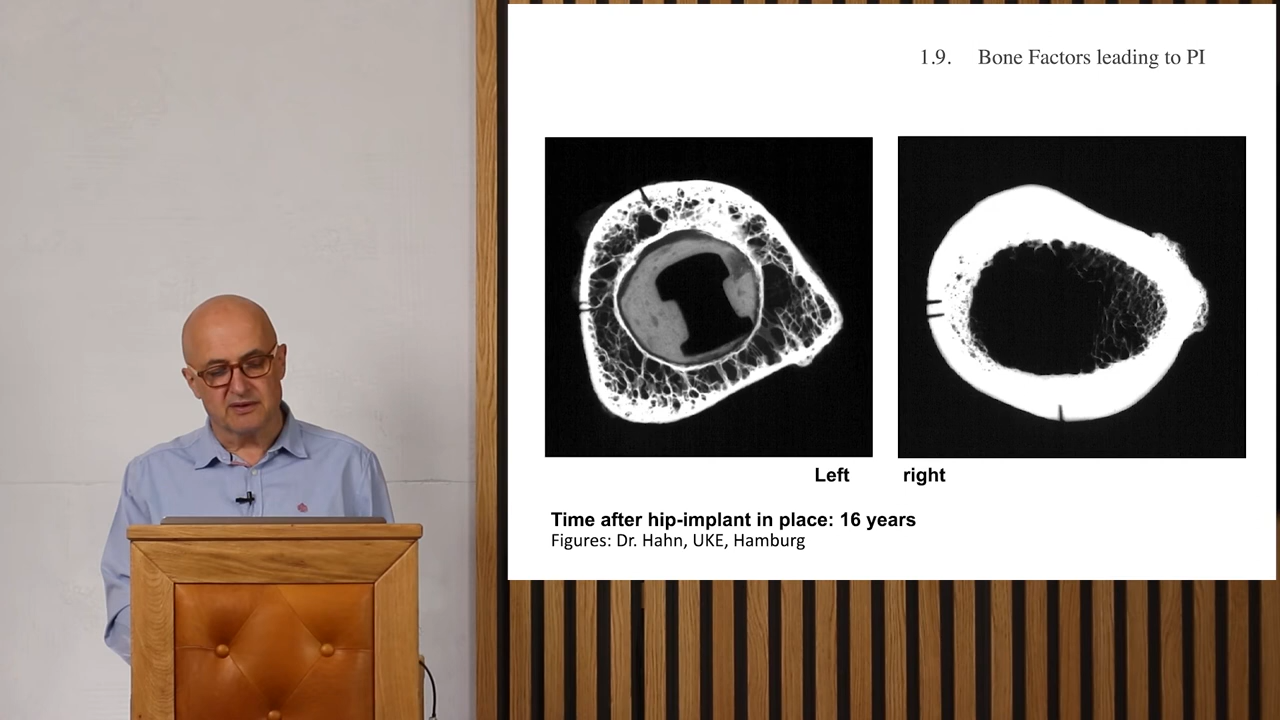 1.9. Bone Factors leading to PI
Left right
Time after hip-implant in place: 16 years
Figures: Dr. Hahn, UKE, Hamburg